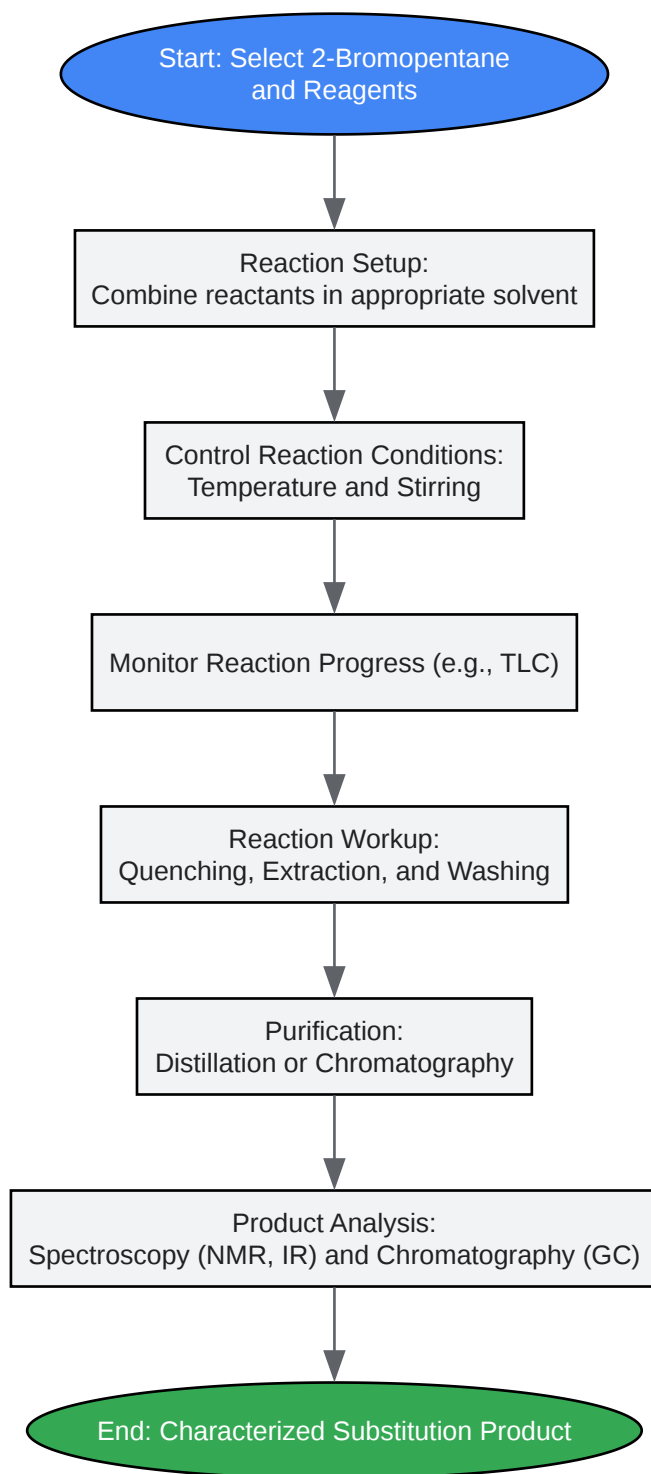 Start: Select 2-Bromopentane
and Reagents
Reaction Setup:
Combine reactants in appropriate solvent
Control Reaction Conditions:
Temperature and Stirring
Monitor Reaction Progress (e.g., TLC)
Reaction Workup:
Quenching, Extraction, and Washing
Purification:
Distillation or Chromatography
Product Analysis:
Spectroscopy (NMR, IR) and Chromatography (GC)
End: Characterized Substitution Product